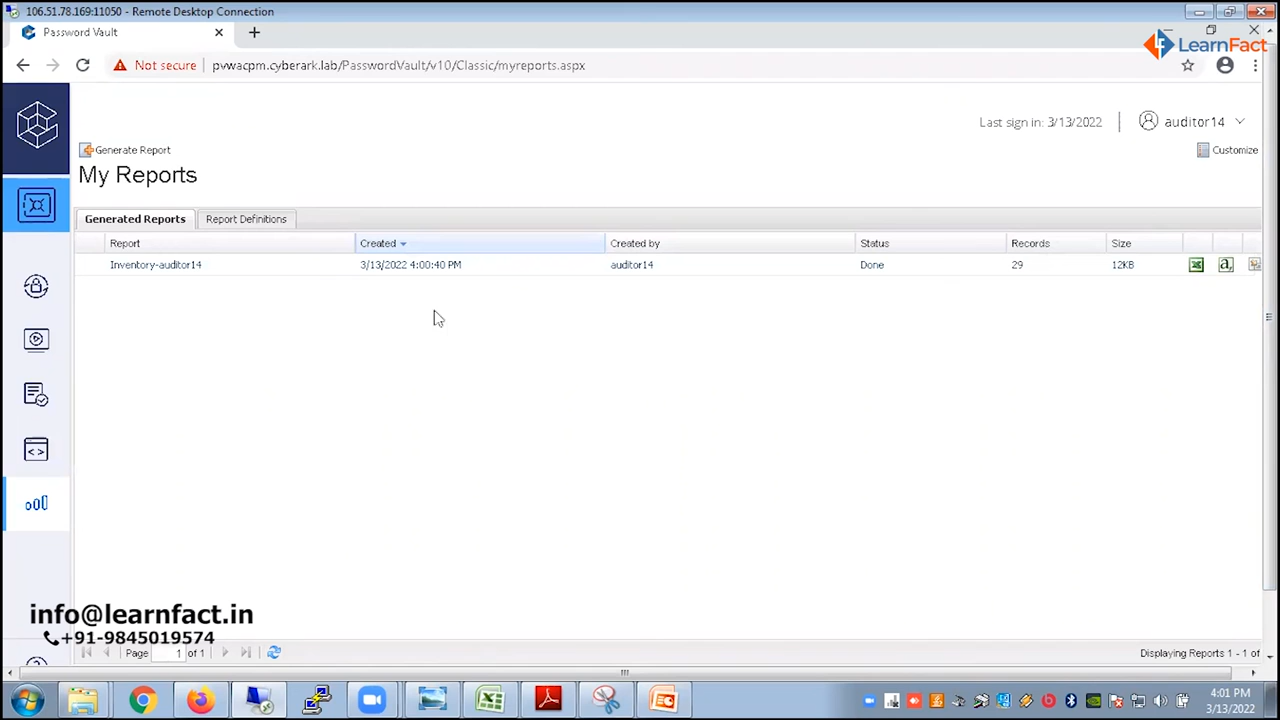 106.51.78.169:11050 - Remote Desktop Connection
Password Vault
LearnFact
Not secure
pvwacpm.cyberark.lab/PasswordVault/v10/Classic/myreports.aspx
Last sign in: 3/13/2022
auditor14
Generate Report
Customize
My Reports
Generated Reports
Report Definitions
Report Created Created by Status Records Size
Inventory-auditor14 3/13/2022 4:00:40 PM auditor14 Done 29 12KB
info@learnfact.in
+91-9845019574
Page 1 of 1
Displaying Reports 1 - 1 of
4:01 PM
3/13/2022